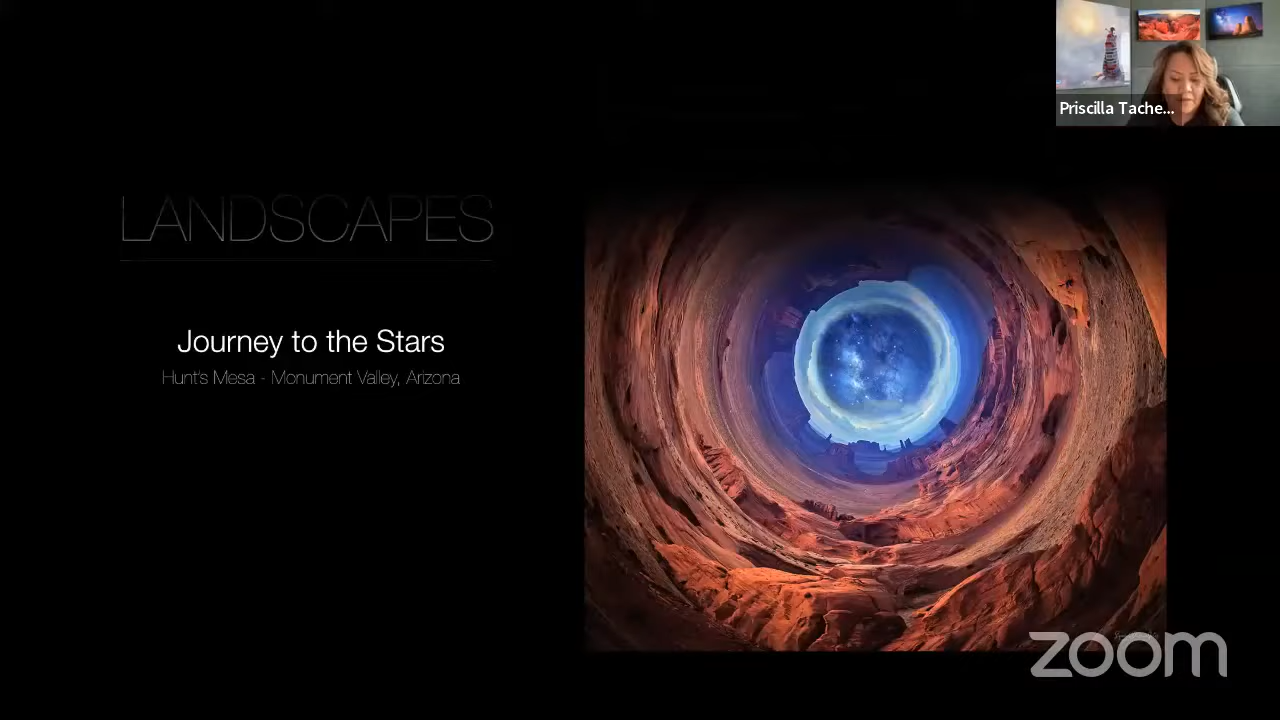 Priscilla Tache...
LANDSCAPES
Journey to the Stars
Hunt's Mesa - Monument Valley, Arizona
zoom